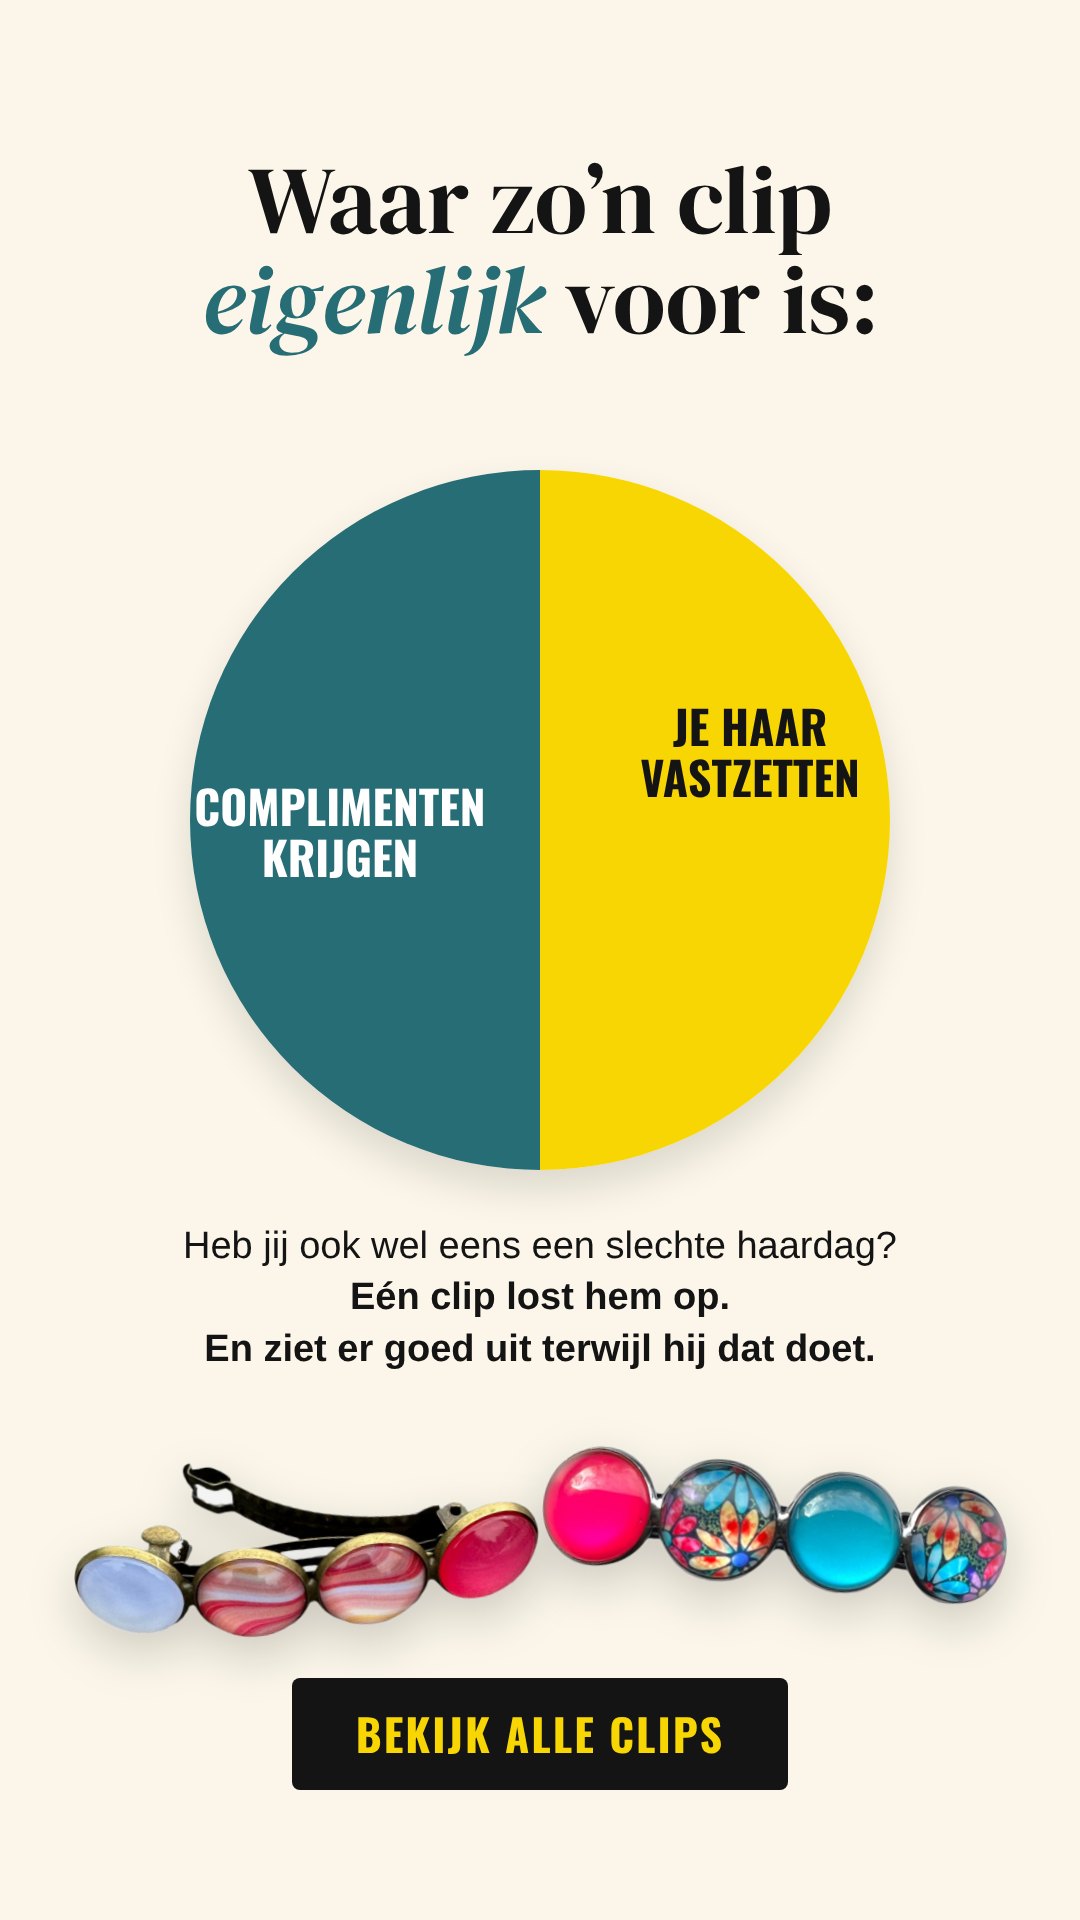 Waar zo’n clip
eigenlijk voor is:
JE HAAR
VASTZETTEN
COMPLIMENTEN
KRIJGEN
Heb jij ook wel eens een slechte haardag?
Eén clip lost hem op.
En ziet er goed uit terwijl hij dat doet.
BEKIJK ALLE CLIPS